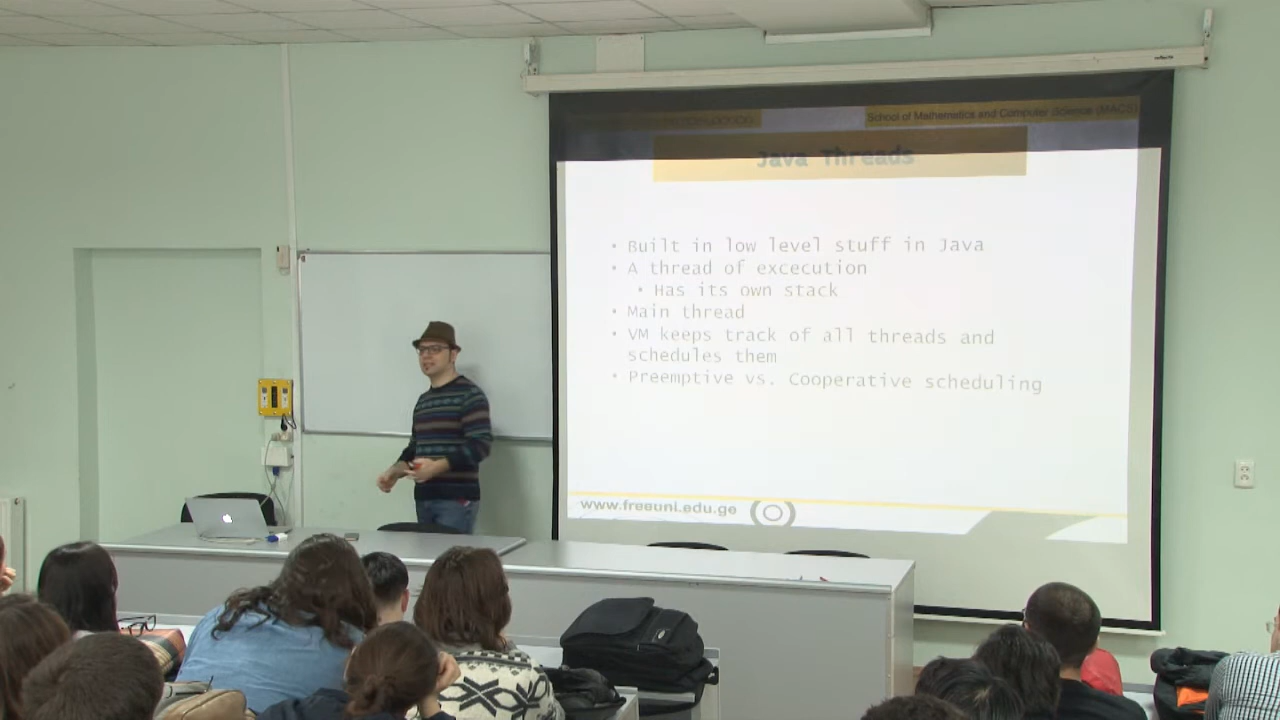 School of Mathematics and Computer Science (MACS)
Java Threads
• Built in low level stuff in Java
• A thread of excecution
• Has its own stack
• Main thread
• VM keeps track of all threads and
schedules them
• Preemptive vs. Cooperative scheduling
www.freeuni.edu.ge